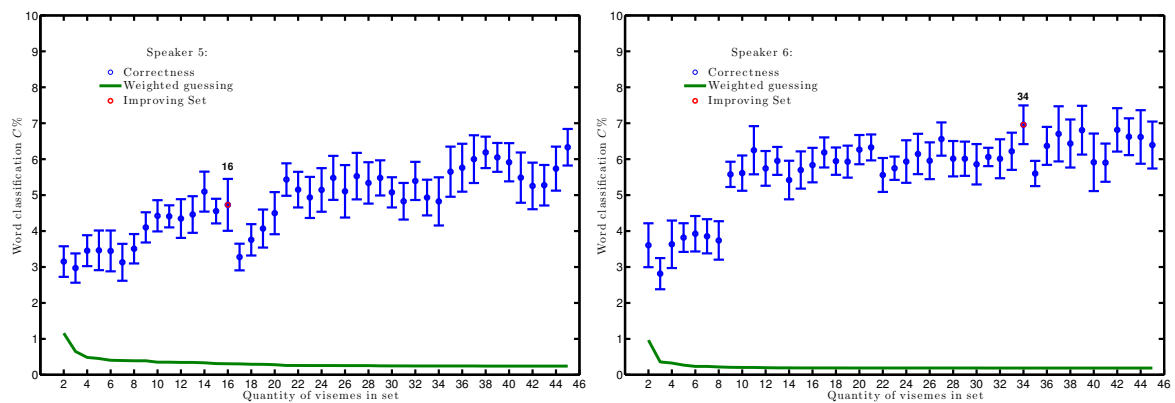 Speaker 5:
Correctness
Weighted guessing
Improving Set
16
Word classification C%
0 1 2 3 4 5 6 7 8 9 10
2 4 6 8 10 12 14 16 18 20 22 24 26 28 30 32 34 36 38 40 42 44 46
Quantity of visemes in set
Speaker 6:
Correctness
Weighted guessing
Improving Set
34
Word classification C%
0 1 2 3 4 5 6 7 8 9 10
2 4 6 8 10 12 14 16 18 20 22 24 26 28 30 32 34 36 38 40 42 44 46
Quantity of visemes in set